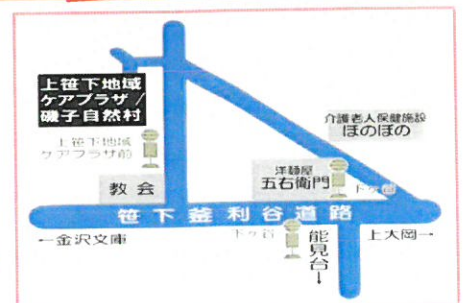 上笹下地域
ケアプラザ/
磯子自然村
上笹下地域
ケアプラザ前
介護老人保健施設
ほのぼの
洋麺屋
五右衛門
教会
笹下釜利谷道路
下ヶ谷
←金沢文庫
能見台→
上大岡→